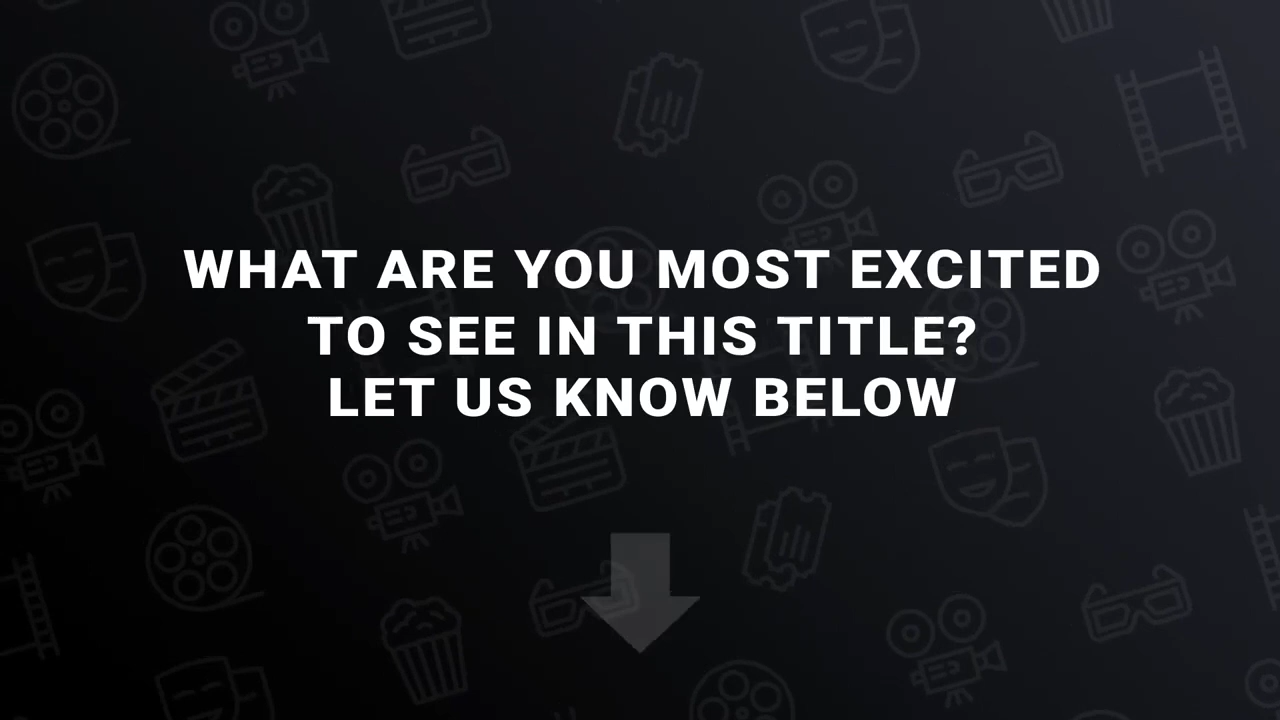 WHAT ARE YOU MOST EXCITED
TO SEE IN THIS TITLE?
LET US KNOW BELOW